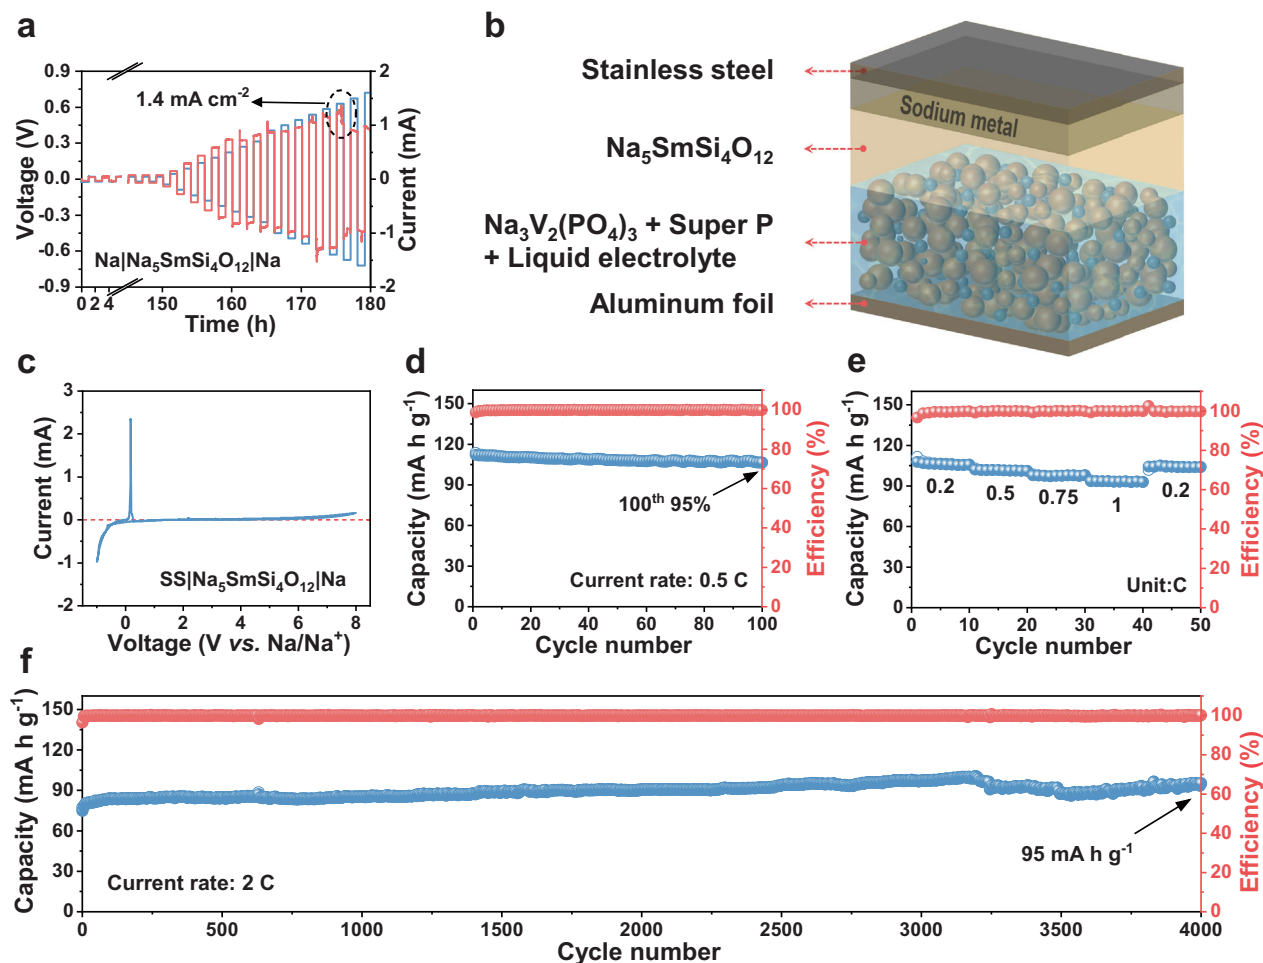 a
0.9
0.6
0.3
0.0
-0.3
-0.6
-0.9
Voltage (V)
2
1
0
-1
-2
Current (mA)
1.4 mA cm⁻²
Na|Na₅SmSi₄O₁₂|Na
0 2 4 150 160 170 180
Time (h)
b
Stainless steel
Sodium metal
Na₅SmSi₄O₁₂
Na₃V₂(PO₄)₃ + Super P
+ Liquid electrolyte
Aluminum foil
c
3
2
1
0
-1
-2
Current (mA)
SS|Na₅SmSi₄O₁₂|Na
0 2 4 6 8
Voltage (V vs. Na/Na⁺)
d
150
120
90
60
30
0
Capacity (mA h g⁻¹)
100
80
60
40
20
0
Efficiency (%)
100ᵗʰ 95%
Current rate: 0.5 C
0 20 40 60 80 100
Cycle number
e
150
120
90
60
30
0
Capacity (mA h g⁻¹)
100
80
60
40
20
0
Efficiency (%)
0.2 0.5 0.75 1 0.2
Unit:C
0 10 20 30 40 50
Cycle number
f
150
120
90
60
30
0
Capacity (mA h g⁻¹)
100
80
60
40
20
0
Efficiency (%)
95 mA h g⁻¹
Current rate: 2 C
0 500 1000 1500 2000 2500 3000 3500 4000
Cycle number